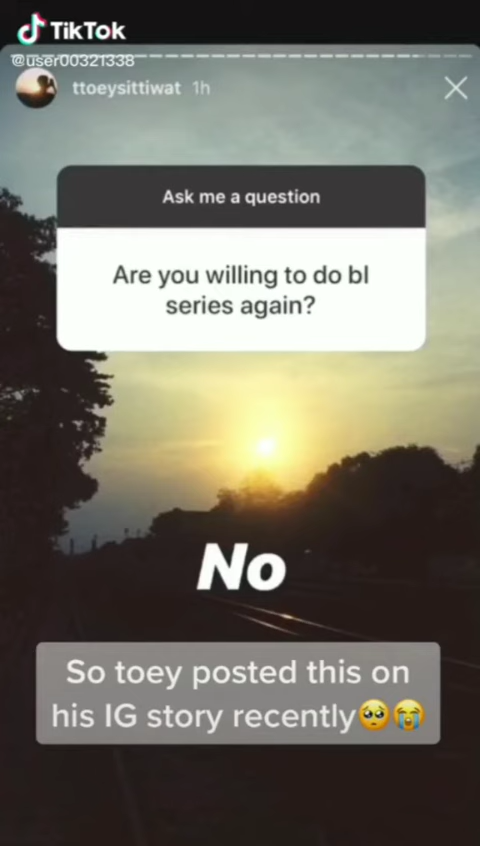 TikTok
@user00321338
ttoeysittiwat 1h
Ask me a question
Are you willing to do bl
series again?
No
So toey posted this on
his IG story recently🥺😭